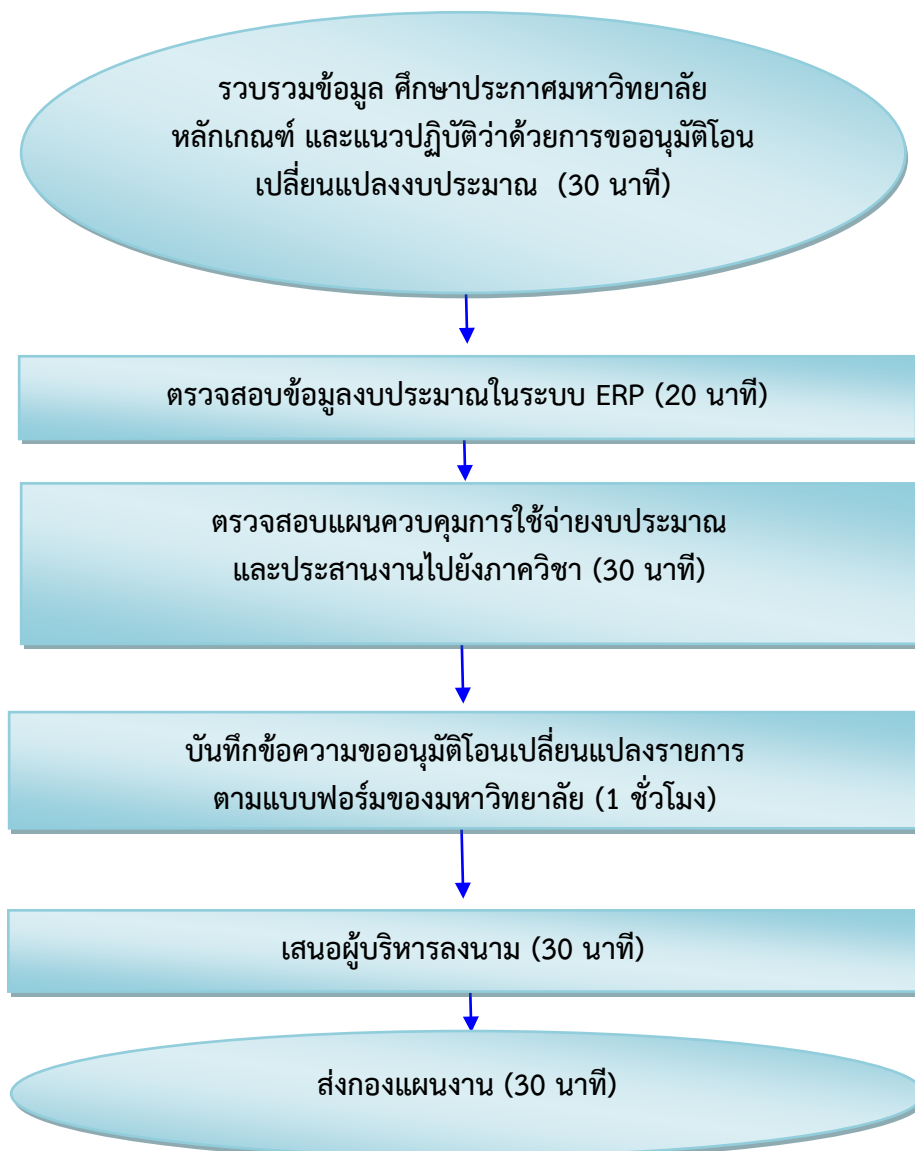 รวบรวมข้อมูล ศึกษาประกาศมหาวิทยาลัย
หลักเกณฑ์ และแนวปฏิบัติว่าด้วยการขออนุมัติโอน
เปลี่ยนแปลงงบประมาณ (30 นาที)
ตรวจสอบข้อมูลงบประมาณในระบบ ERP (20 นาที)
ตรวจสอบแผนควบคุมการใช้จ่ายงบประมาณ
และประสานงานไปยังภาควิชา (30 นาที)
บันทึกข้อความขออนุมัติโอนเปลี่ยนแปลงรายการ
ตามแบบฟอร์มของมหาวิทยาลัย (1 ชั่วโมง)
เสนอผู้บริหารลงนาม (30 นาที)
ส่งกองแผนงาน (30 นาที)